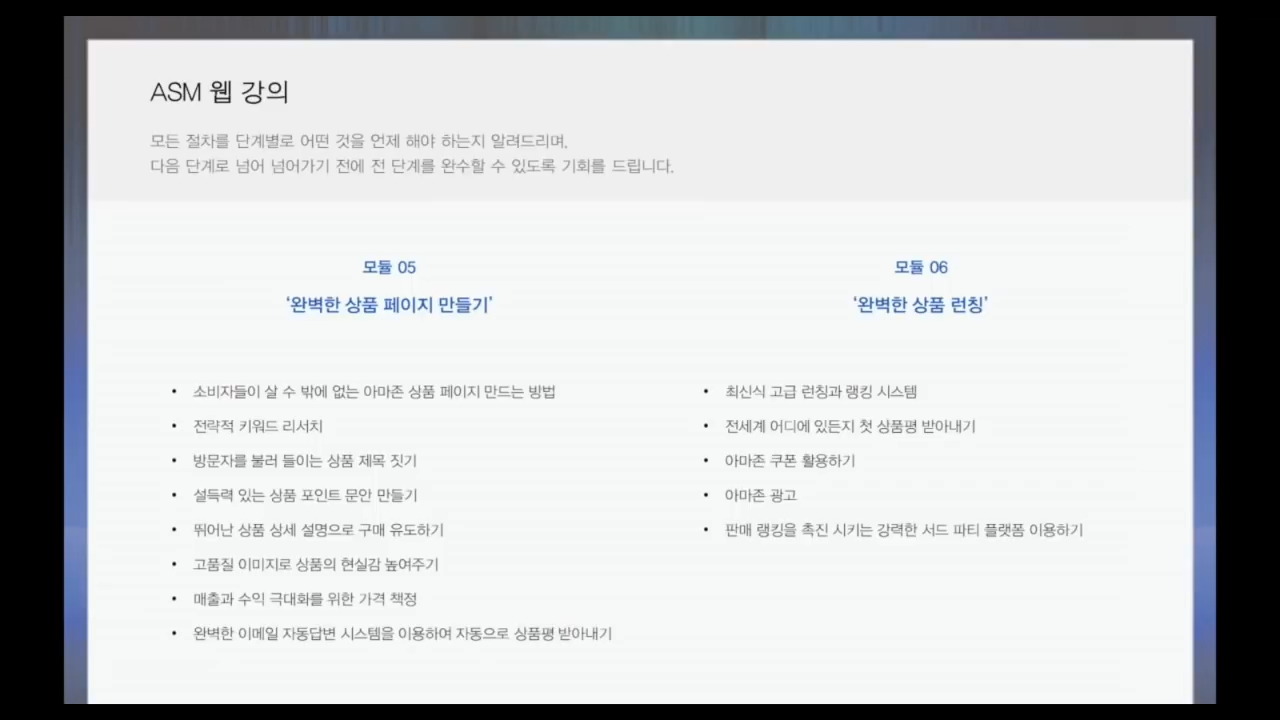 ASM 웹 강의
모든 절차를 단계별로 어떤 것을 언제 해야 하는지 알려드리며,
다음 단계로 넘어 넘어가기 전에 전 단계를 완수할 수 있도록 기회를 드립니다.
모듈 05
'완벽한 상품 페이지 만들기'
• 소비자들이 살 수 밖에 없는 아마존 상품 페이지 만드는 방법
• 전략적 키워드 리서치
• 방문자를 불러 들이는 상품 제목 짓기
• 설득력 있는 상품 포인트 문안 만들기
• 뛰어난 상품 상세 설명으로 구매 유도하기
• 고품질 이미지로 상품의 현실감 높여주기
• 매출과 수익 극대화를 위한 가격 책정
• 완벽한 이메일 자동답변 시스템을 이용하여 자동으로 상품평 받아내기
모듈 06
'완벽한 상품 런칭'
• 최신식 고급 런칭과 랭킹 시스템
• 전세계 어디에 있든지 첫 상품평 받아내기
• 아마존 쿠폰 활용하기
• 아마존 광고
• 판매 랭킹을 촉진 시키는 강력한 서드 파티 플랫폼 이용하기